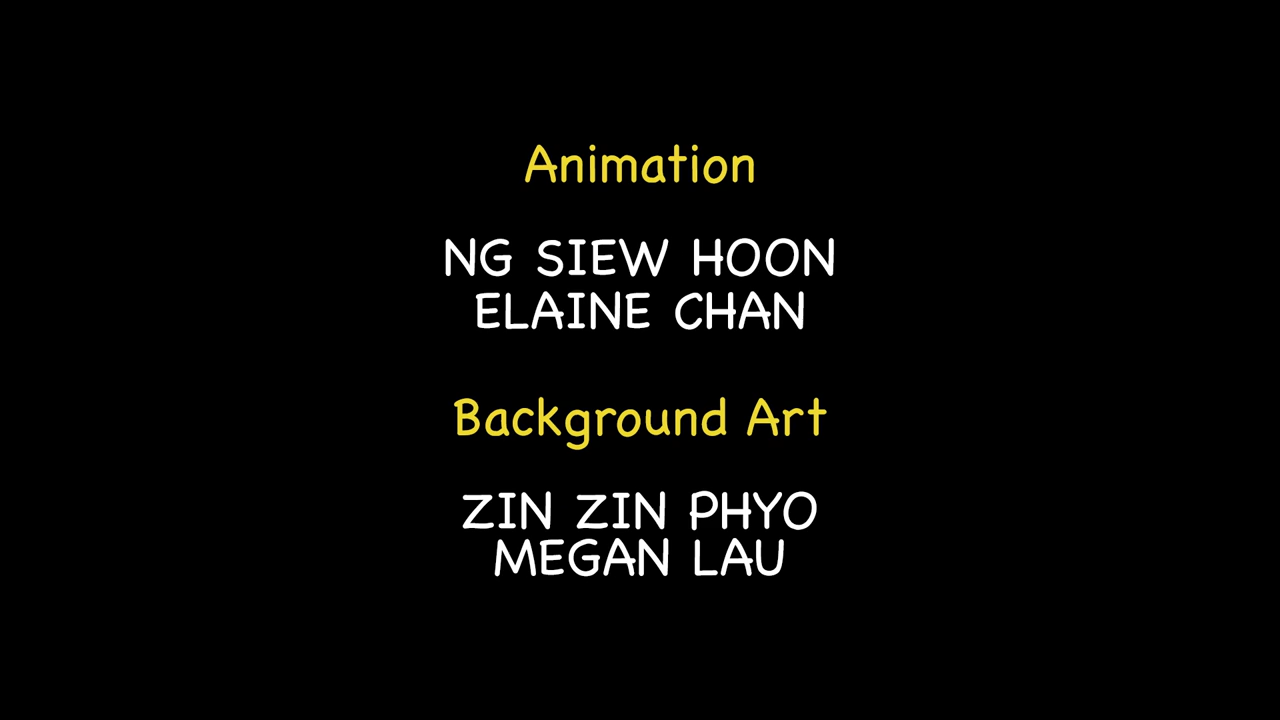 Animation
NG SIEW HOON
ELAINE CHAN
Background Art
ZIN ZIN PHYO
MEGAN LAU